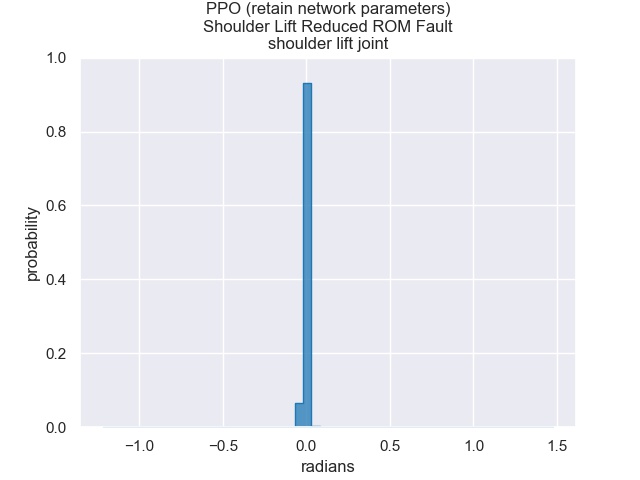 PPO (retain network parameters)
Shoulder Lift Reduced ROM Fault
shoulder lift joint
1.0
0.8
0.6
0.4
0.2
0.0
probability
−1.0 −0.5 0.0 0.5 1.0 1.5
radians